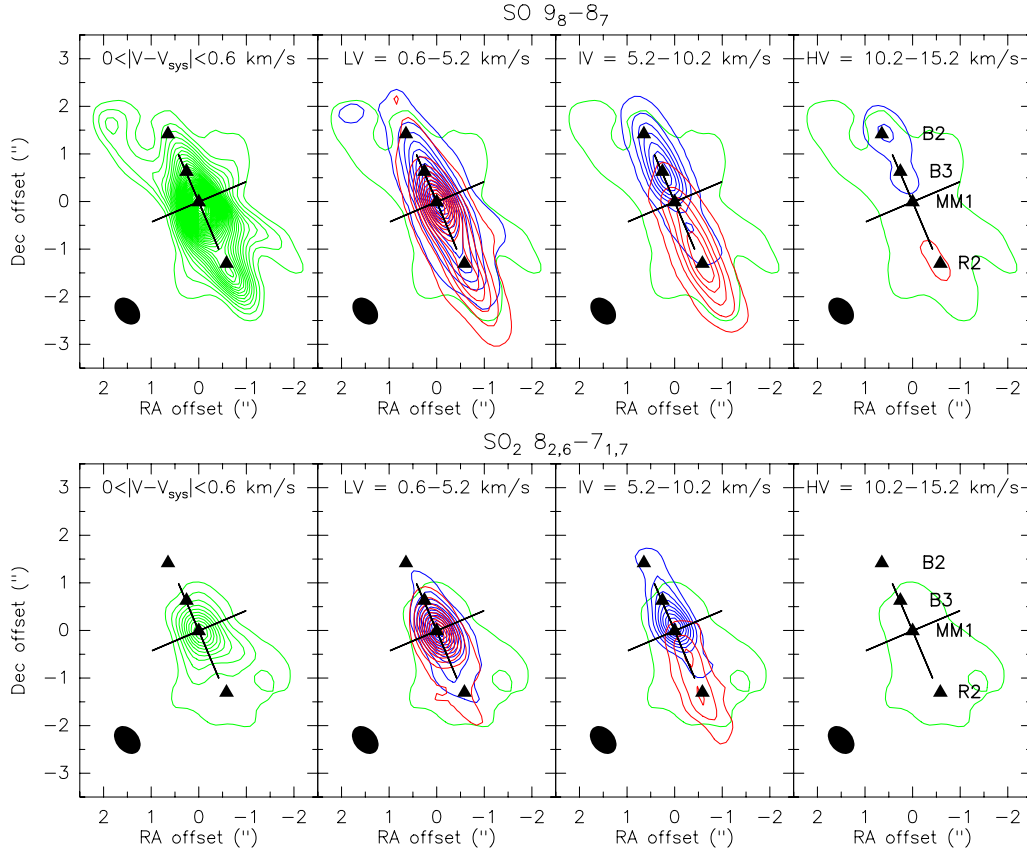 SO 9₈−8₇
0<|V−V_sys|<0.6 km/s
LV = 0.6−5.2 km/s
IV = 5.2−10.2 km/s
HV = 10.2−15.2 km/s
B2
B3
MM1
R2
Dec offset (")
3
2
1
0
−1
−2
−3
2 1 0 −1 −2 2 1 0 −1 −2 2 1 0 −1 −2 2 1 0 −1 −2
RA offset (") RA offset (") RA offset (") RA offset (")
SO₂ 8₂,₆−7₁,₇
0<|V−V_sys|<0.6 km/s
LV = 0.6−5.2 km/s
IV = 5.2−10.2 km/s
HV = 10.2−15.2 km/s
B2
B3
MM1
R2
Dec offset (")
3
2
1
0
−1
−2
−3
2 1 0 −1 −2 2 1 0 −1 −2 2 1 0 −1 −2 2 1 0 −1 −2
RA offset (") RA offset (") RA offset (") RA offset (")